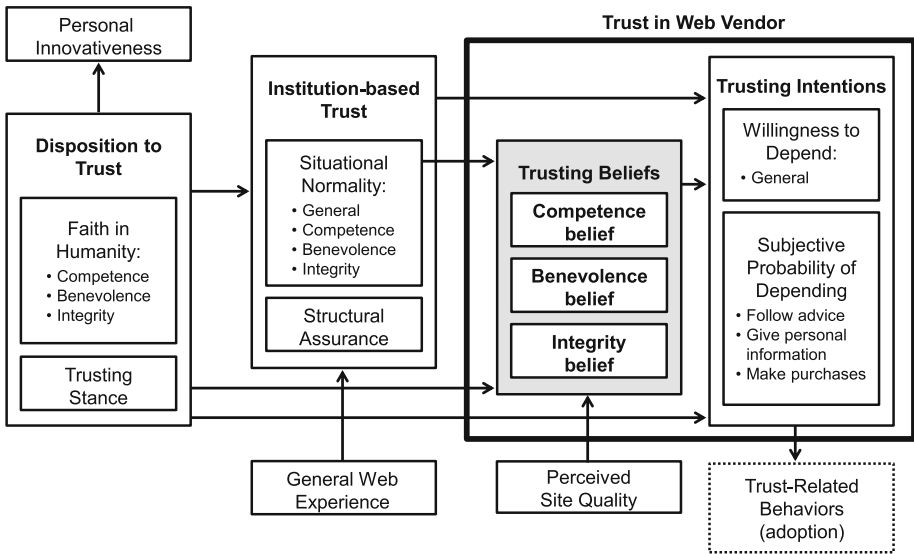 Personal
Innovativeness
Disposition to
Trust
Faith in
Humanity:
• Competence
• Benevolence
• Integrity
Trusting
Stance
Institution-based
Trust
Situational
Normality:
• General
• Competence
• Benevolence
• Integrity
Structural
Assurance
General Web
Experience
Trust in Web Vendor
Trusting Beliefs
Competence
belief
Benevolence
belief
Integrity
belief
Perceived
Site Quality
Trusting Intentions
Willingness to
Depend:
• General
Subjective
Probability of
Depending
• Follow advice
• Give personal
information
• Make purchases
Trust-Related
Behaviors
(adoption)